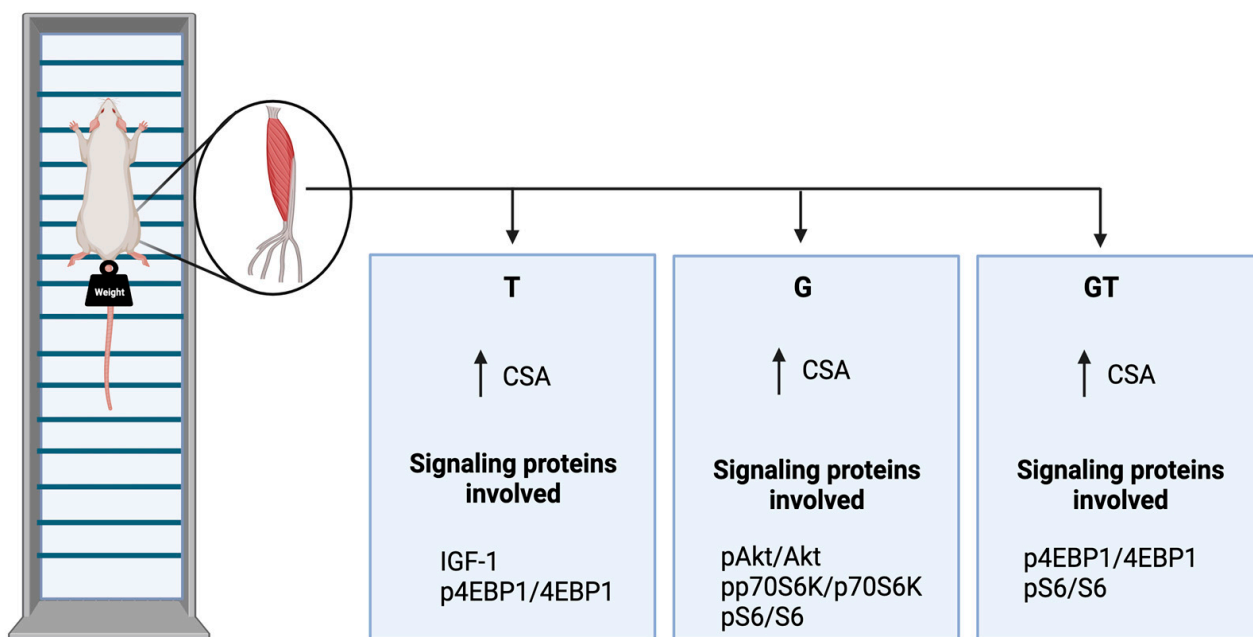 Weight
T
↑ CSA
Signaling proteins
involved
IGF-1
p4EBP1/4EBP1
G
↑ CSA
Signaling proteins
involved
pAkt/Akt
pp70S6K/p70S6K
pS6/S6
GT
↑ CSA
Signaling proteins
involved
p4EBP1/4EBP1
pS6/S6